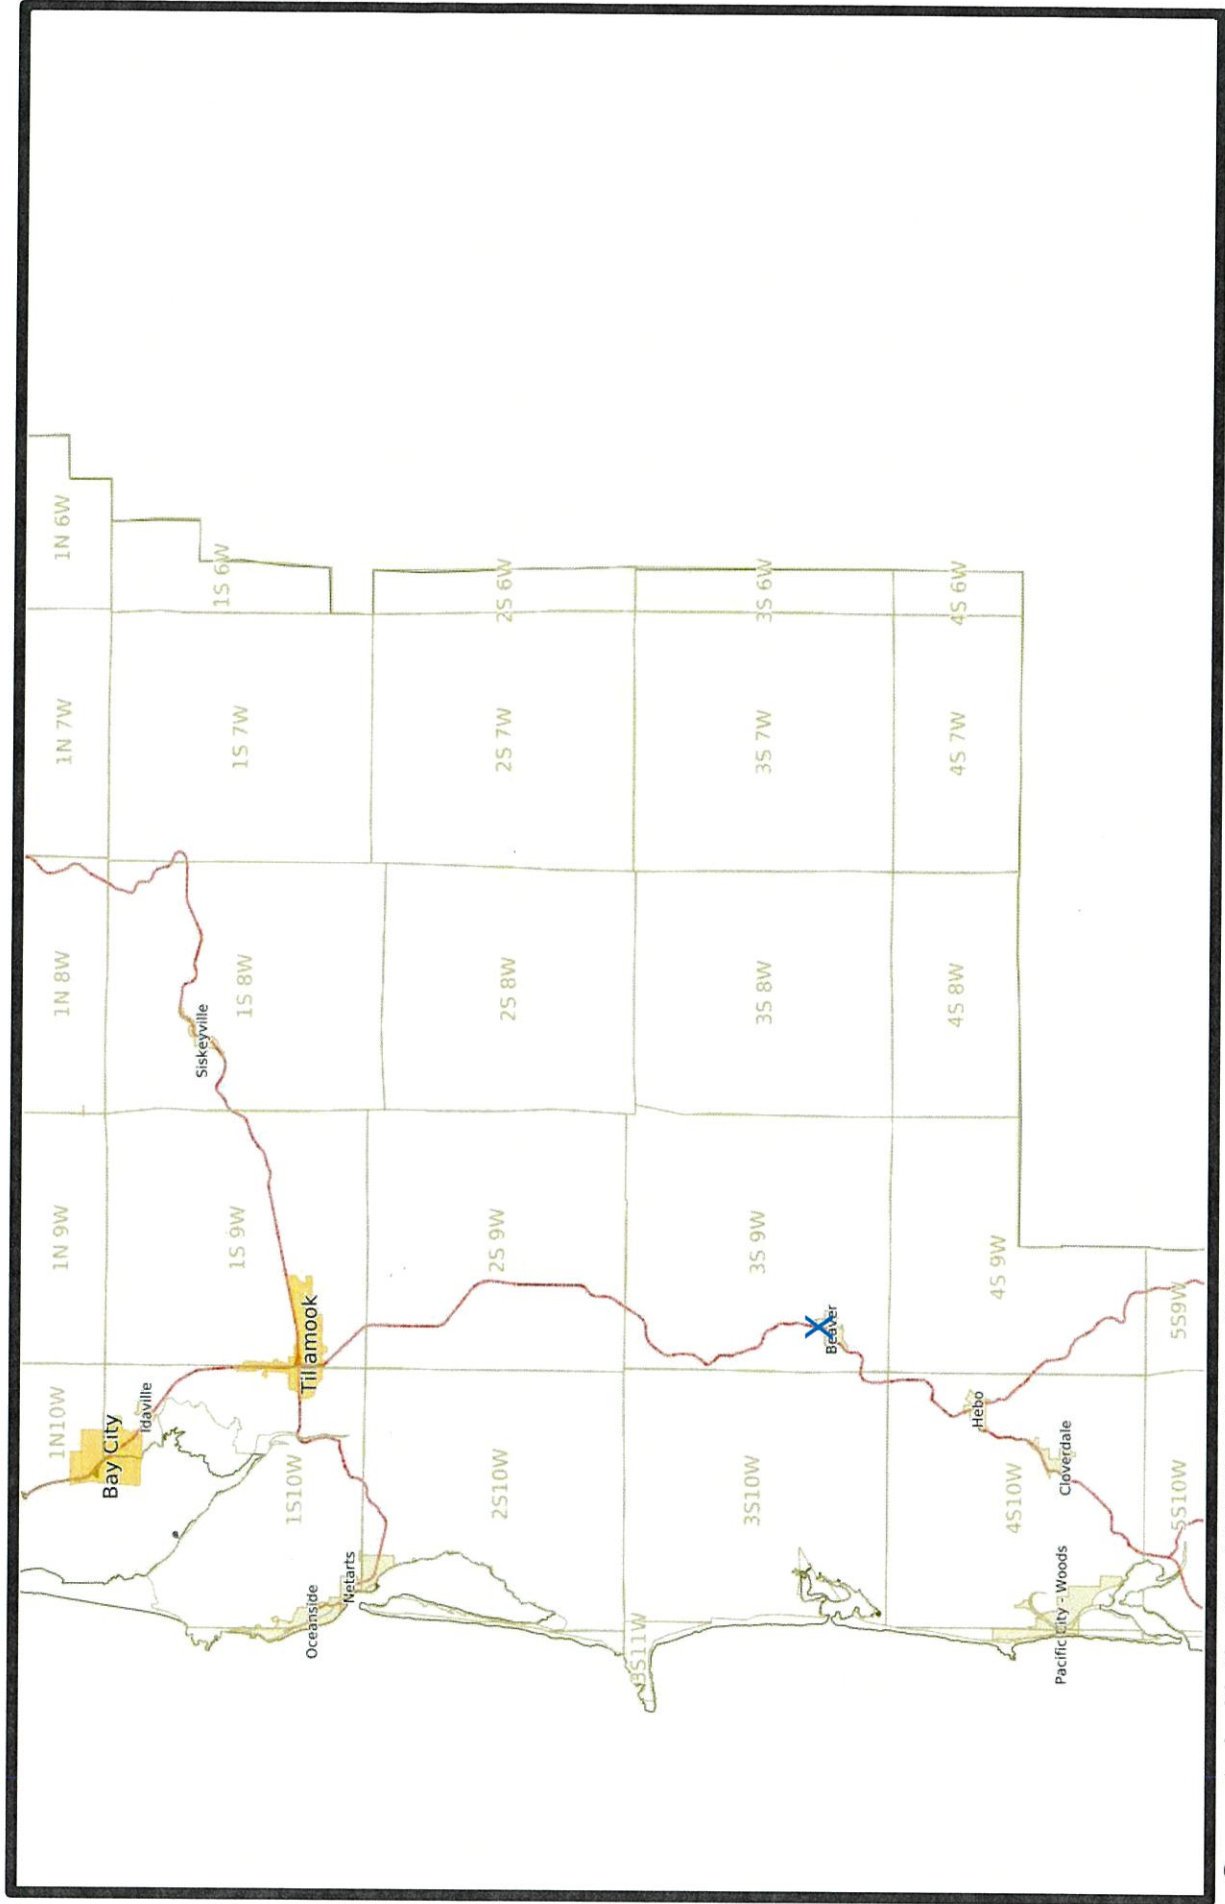 1N10W
1N 9W
1N 8W
1N 7W
1N 6W
Bay City
Idaville
Siskeyville
1S10W
1S 9W
1S 8W
1S 7W
1S 6W
Tillamook
Oceanside
Netarts
2S10W
2S 9W
2S 8W
2S 7W
2S 6W
3S11W
3S10W
3S 9W
3S 8W
3S 7W
3S 6W
Beaver
Hebo
4S10W
4S 9W
4S 8W
4S 7W
4S 6W
Cloverdale
Pacific City - Woods
5S10W
5S9W